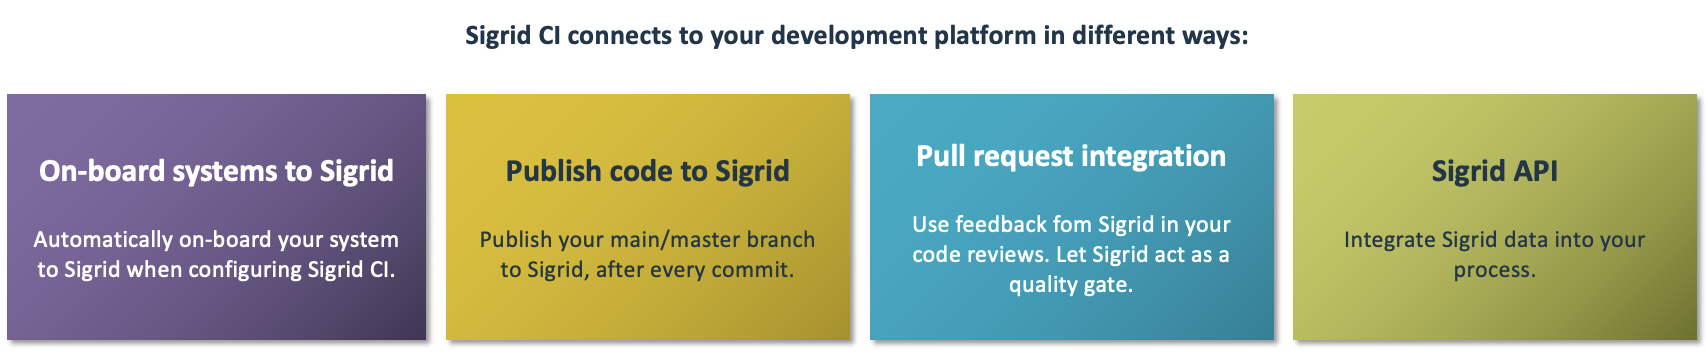 Sigrid CI connects to your development platform in different ways:
On-board systems to Sigrid
Automatically on-board your system
to Sigrid when configuring Sigrid CI.
Publish code to Sigrid
Publish your main/master branch
to Sigrid, after every commit.
Pull request integration
Use feedback fom Sigrid in your
code reviews. Let Sigrid act as a
quality gate.
Sigrid API
Integrate Sigrid data into your
process.